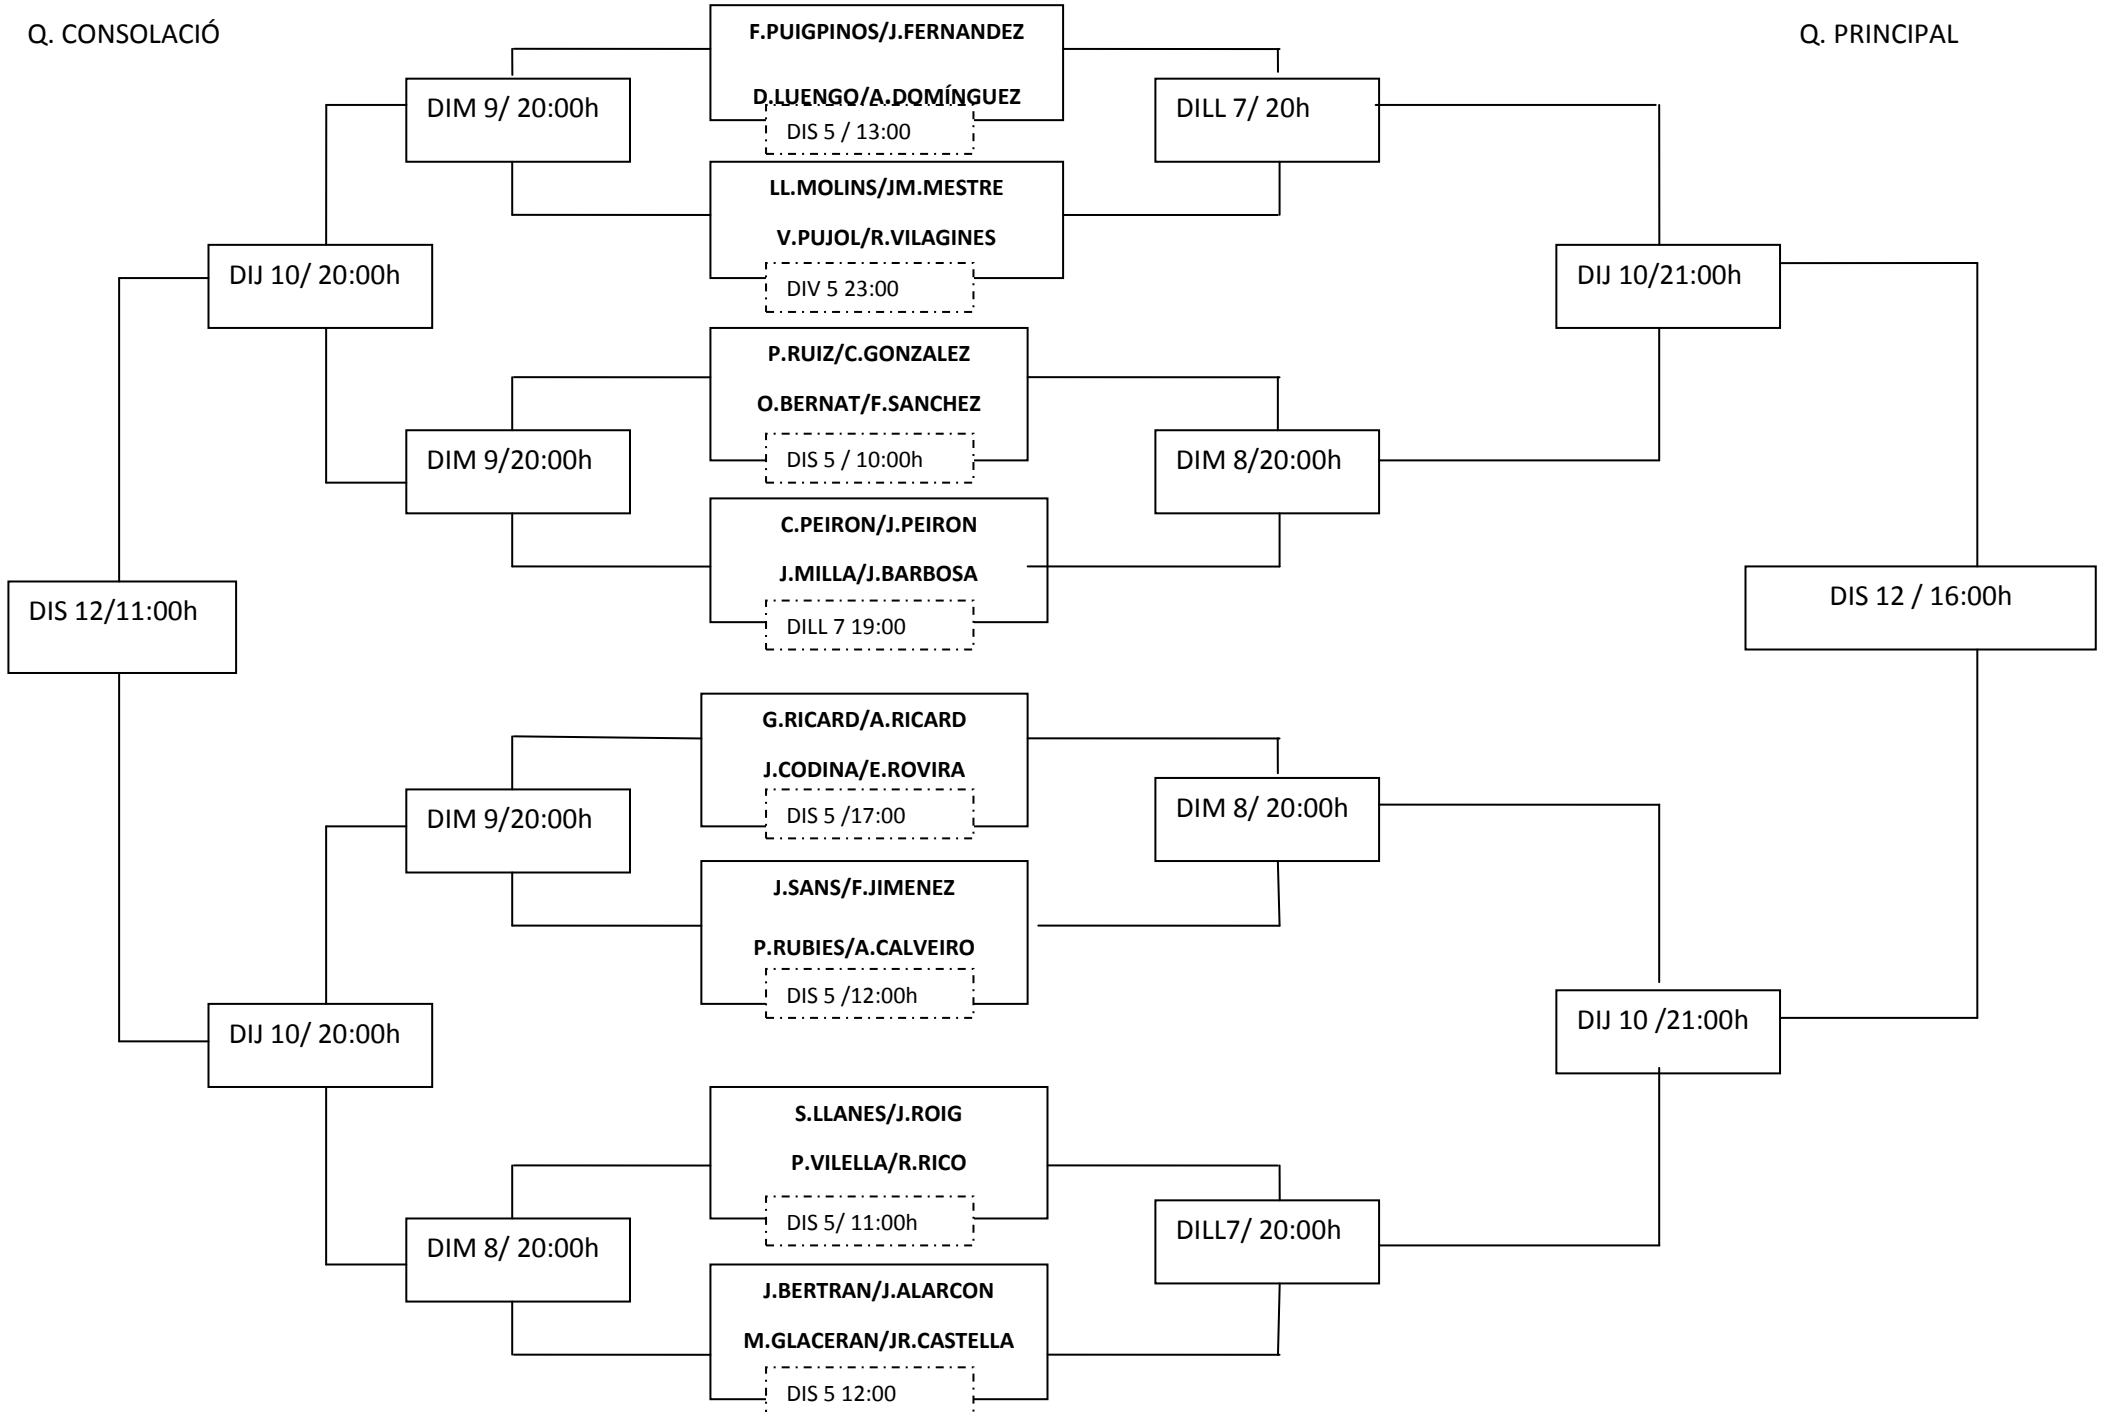 Q. CONSOLACIÓ
Q. PRINCIPAL
F.PUIGPINOS/J.FERNANDEZ
D.LUENGO/A.DOMÍNGUEZ
DIS 5 / 13:00
DIM 9/ 20:00h
DILL 7/ 20h
LL.MOLINS/JM.MESTRE
V.PUJOL/R.VILAGINES
DIV 5 23:00
DIJ 10/ 20:00h
DIJ 10/21:00h
P.RUIZ/C.GONZALEZ
O.BERNAT/F.SANCHEZ
DIS 5 / 10:00h
DIM 9/20:00h
DIM 8/20:00h
C.PEIRON/J.PEIRON
J.MILLA/J.BARBOSA
DILL 7 19:00
DIS 12/11:00h
DIS 12 / 16:00h
G.RICARD/A.RICARD
J.CODINA/E.ROVIRA
DIS 5 /17:00
DIM 9/20:00h
DIM 8/ 20:00h
J.SANS/F.JIMENEZ
P.RUBIES/A.CALVEIRO
DIS 5 /12:00h
DIJ 10/ 20:00h
DIJ 10 /21:00h
S.LLANES/J.ROIG
P.VILELLA/R.RICO
DIS 5/ 11:00h
DIM 8/ 20:00h
DILL7/ 20:00h
J.BERTRAN/J.ALARCON
M.GLACERAN/JR.CASTELLA
DIS 5 12:00